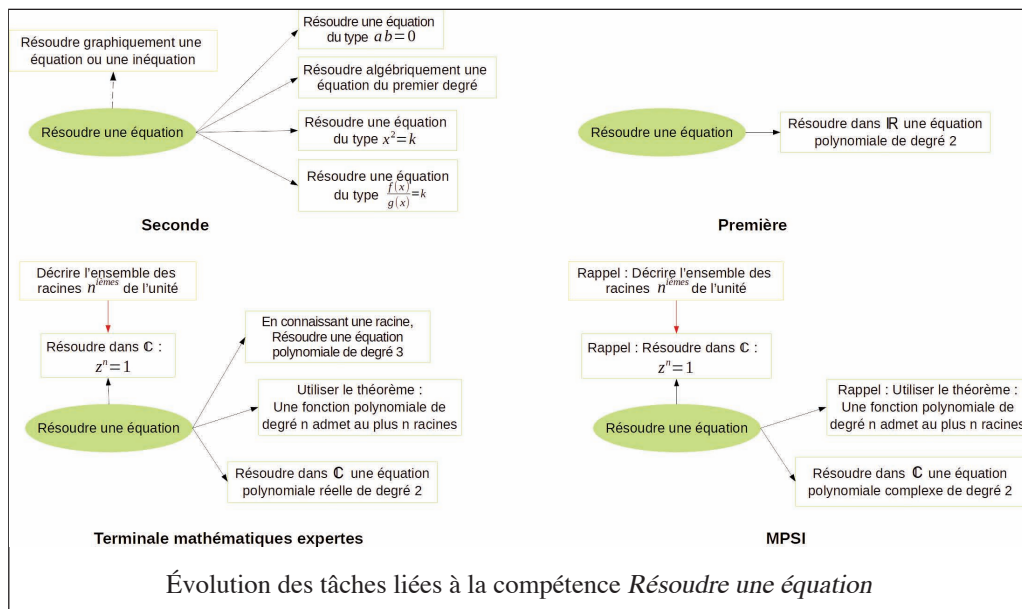 Résoudre graphiquement une
équation ou une inéquation
Résoudre une équation
Résoudre une équation
du type ab=0
Résoudre algébriquement une
équation du premier degré
Résoudre une équation
du type x²=k
Résoudre une équation
du type f(x)/g(x)=k
Seconde
Résoudre une équation
Résoudre dans ℝ une équation
polynomiale de degré 2
Première
Décrire l'ensemble des
racines nⁱᵉᵐᵉˢ de l'unité
Résoudre dans ℂ :
zⁿ=1
Résoudre une équation
En connaissant une racine,
Résoudre une équation
polynomiale de degré 3
Utiliser le théorème :
Une fonction polynomiale de
degré n admet au plus n racines
Résoudre dans ℂ une équation
polynomiale réelle de degré 2
Terminale mathématiques expertes
Rappel : Décrire l'ensemble des
racines nⁱᵉᵐᵉˢ de l'unité
Rappel : Résoudre dans ℂ :
zⁿ=1
Résoudre une équation
Rappel : Utiliser le théorème :
Une fonction polynomiale de
degré n admet au plus n racines
Résoudre dans ℂ une équation
polynomiale complexe de degré 2
MPSI
Évolution des tâches liées à la compétence Résoudre une équation